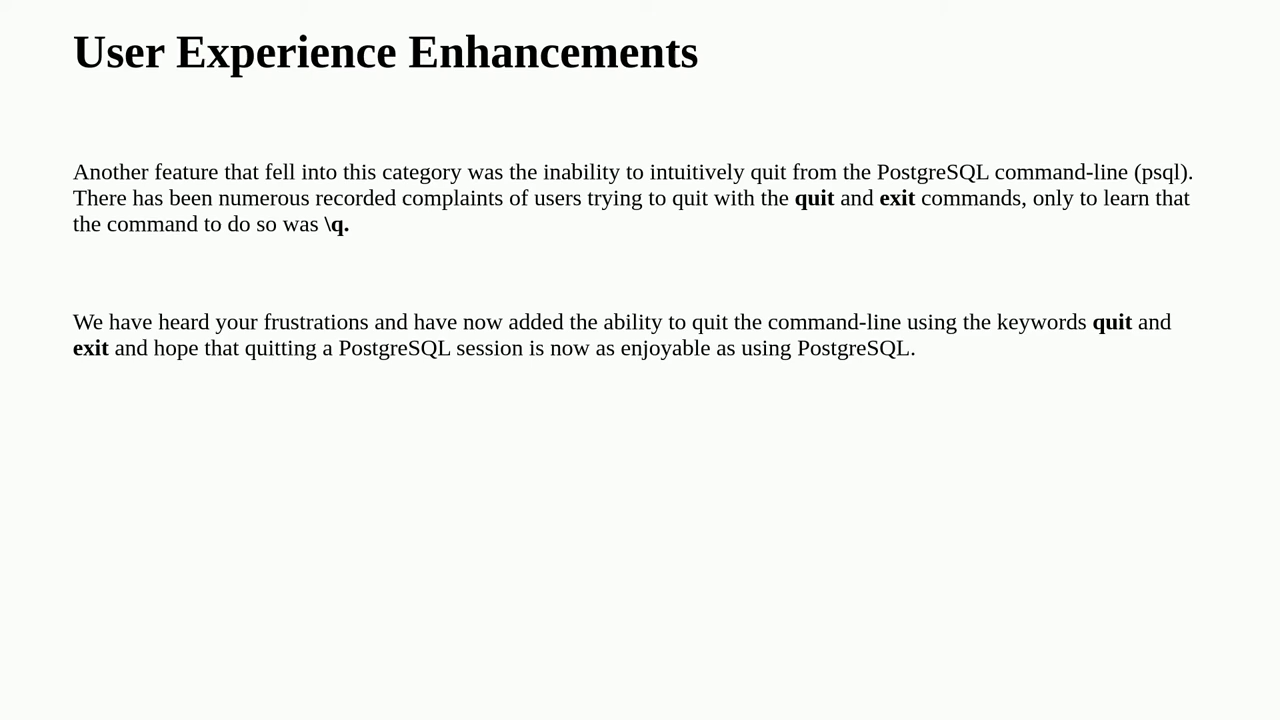 User Experience Enhancements
Another feature that fell into this category was the inability to intuitively quit from the PostgreSQL command-line (psql).
There has been numerous recorded complaints of users trying to quit with the quit and exit commands, only to learn that
the command to do so was \q.
We have heard your frustrations and have now added the ability to quit the command-line using the keywords quit and
exit and hope that quitting a PostgreSQL session is now as enjoyable as using PostgreSQL.